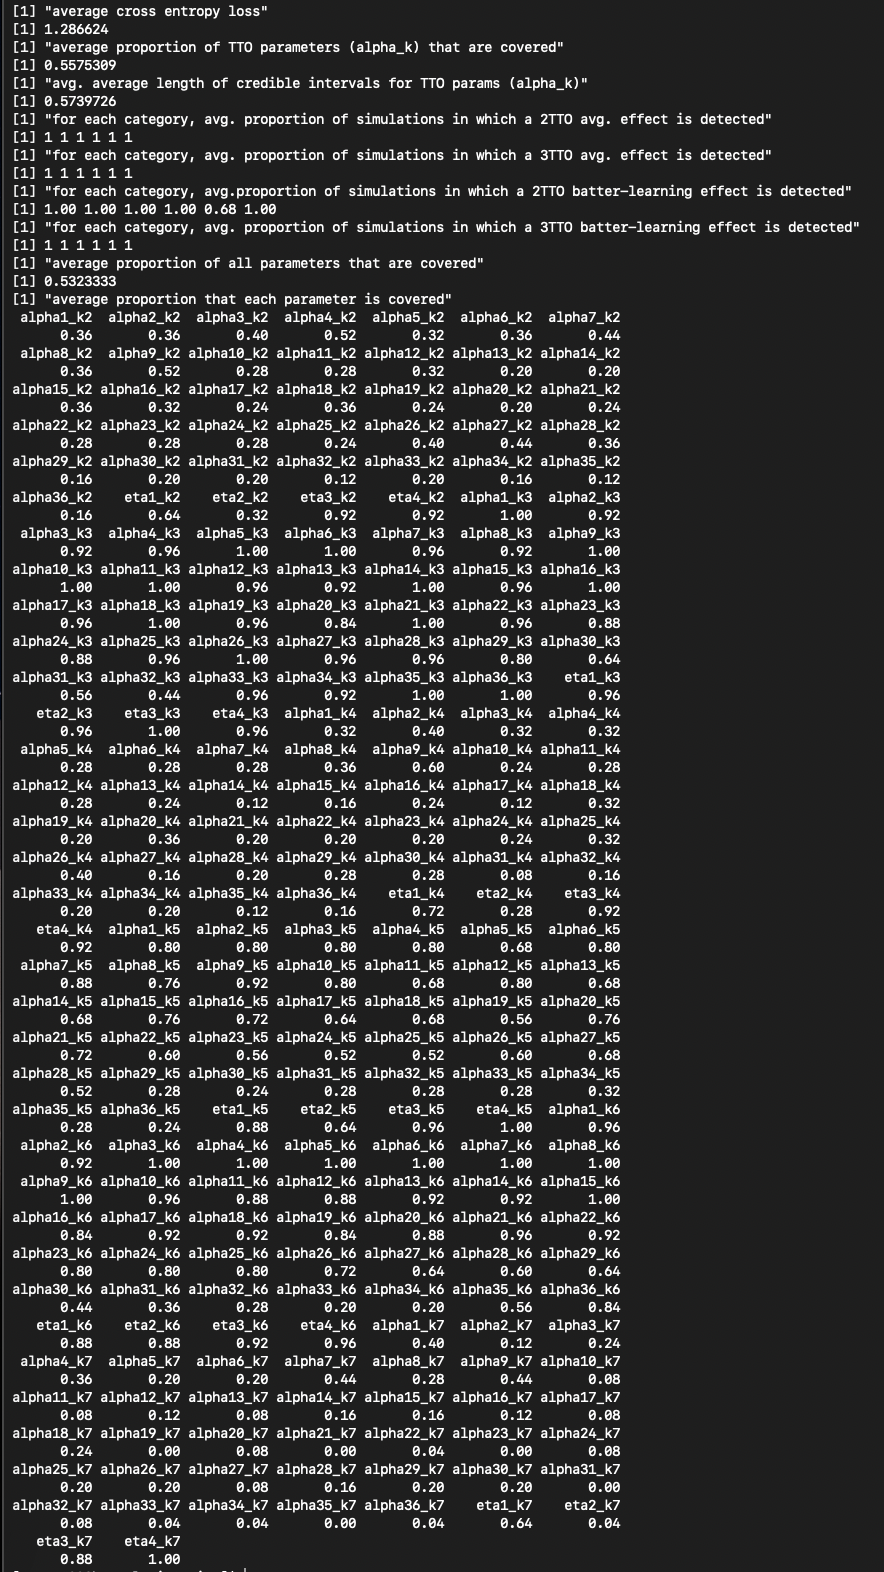 [1] "average cross entropy loss"
[1] 1.286624
[1] "average proportion of TTO parameters (alpha_k) that are covered"
[1] 0.5575309
[1] "avg. average length of credible intervals for TTO params (alpha_k)"
[1] 0.5739726
[1] "for each category, avg. proportion of simulations in which a 2TTO avg. effect is detected"
[1] 1 1 1 1 1 1
[1] "for each category, avg. proportion of simulations in which a 3TTO avg. effect is detected"
[1] 1 1 1 1 1 1
[1] "for each category, avg.proportion of simulations in which a 2TTO batter-learning effect is detected"
[1] 1.00 1.00 1.00 1.00 0.68 1.00
[1] "for each category, avg. proportion of simulations in which a 3TTO batter-learning effect is detected"
[1] 1 1 1 1 1 1
[1] "average proportion of all parameters that are covered"
[1] 0.5323333
[1] "average proportion that each parameter is covered"
alpha1_k2 alpha2_k2 alpha3_k2 alpha4_k2 alpha5_k2 alpha6_k2 alpha7_k2
0.36 0.36 0.40 0.52 0.32 0.36 0.44
alpha8_k2 alpha9_k2 alpha10_k2 alpha11_k2 alpha12_k2 alpha13_k2 alpha14_k2
0.36 0.52 0.28 0.28 0.32 0.20 0.20
alpha15_k2 alpha16_k2 alpha17_k2 alpha18_k2 alpha19_k2 alpha20_k2 alpha21_k2
0.36 0.32 0.24 0.36 0.24 0.20 0.24
alpha22_k2 alpha23_k2 alpha24_k2 alpha25_k2 alpha26_k2 alpha27_k2 alpha28_k2
0.28 0.28 0.28 0.24 0.40 0.44 0.36
alpha29_k2 alpha30_k2 alpha31_k2 alpha32_k2 alpha33_k2 alpha34_k2 alpha35_k2
0.16 0.20 0.20 0.12 0.20 0.16 0.12
alpha36_k2 eta1_k2 eta2_k2 eta3_k2 eta4_k2 alpha1_k3 alpha2_k3
0.16 0.64 0.32 0.92 0.92 1.00 0.92
alpha3_k3 alpha4_k3 alpha5_k3 alpha6_k3 alpha7_k3 alpha8_k3 alpha9_k3
0.92 0.96 1.00 1.00 0.96 0.92 1.00
alpha10_k3 alpha11_k3 alpha12_k3 alpha13_k3 alpha14_k3 alpha15_k3 alpha16_k3
1.00 1.00 0.96 0.92 1.00 0.96 1.00
alpha17_k3 alpha18_k3 alpha19_k3 alpha20_k3 alpha21_k3 alpha22_k3 alpha23_k3
0.96 1.00 0.96 0.84 1.00 0.96 0.88
alpha24_k3 alpha25_k3 alpha26_k3 alpha27_k3 alpha28_k3 alpha29_k3 alpha30_k3
0.88 0.96 1.00 0.96 0.96 0.80 0.64
alpha31_k3 alpha32_k3 alpha33_k3 alpha34_k3 alpha35_k3 alpha36_k3 eta1_k3
0.56 0.44 0.96 0.92 1.00 1.00 0.96
eta2_k3 eta3_k3 eta4_k3 alpha1_k4 alpha2_k4 alpha3_k4 alpha4_k4
0.96 1.00 0.96 0.32 0.40 0.32 0.32
alpha5_k4 alpha6_k4 alpha7_k4 alpha8_k4 alpha9_k4 alpha10_k4 alpha11_k4
0.28 0.28 0.28 0.36 0.60 0.24 0.28
alpha12_k4 alpha13_k4 alpha14_k4 alpha15_k4 alpha16_k4 alpha17_k4 alpha18_k4
0.28 0.24 0.12 0.16 0.24 0.12 0.32
alpha19_k4 alpha20_k4 alpha21_k4 alpha22_k4 alpha23_k4 alpha24_k4 alpha25_k4
0.20 0.36 0.20 0.20 0.20 0.24 0.32
alpha26_k4 alpha27_k4 alpha28_k4 alpha29_k4 alpha30_k4 alpha31_k4 alpha32_k4
0.40 0.16 0.20 0.28 0.28 0.08 0.16
alpha33_k4 alpha34_k4 alpha35_k4 alpha36_k4 eta1_k4 eta2_k4 eta3_k4
0.20 0.20 0.12 0.16 0.72 0.28 0.92
eta4_k4 alpha1_k5 alpha2_k5 alpha3_k5 alpha4_k5 alpha5_k5 alpha6_k5
0.92 0.80 0.80 0.80 0.80 0.68 0.80
alpha7_k5 alpha8_k5 alpha9_k5 alpha10_k5 alpha11_k5 alpha12_k5 alpha13_k5
0.88 0.76 0.92 0.80 0.68 0.80 0.68
alpha14_k5 alpha15_k5 alpha16_k5 alpha17_k5 alpha18_k5 alpha19_k5 alpha20_k5
0.68 0.76 0.72 0.64 0.68 0.56 0.76
alpha21_k5 alpha22_k5 alpha23_k5 alpha24_k5 alpha25_k5 alpha26_k5 alpha27_k5
0.72 0.60 0.56 0.52 0.52 0.60 0.68
alpha28_k5 alpha29_k5 alpha30_k5 alpha31_k5 alpha32_k5 alpha33_k5 alpha34_k5
0.52 0.28 0.24 0.28 0.28 0.28 0.32
alpha35_k5 alpha36_k5 eta1_k5 eta2_k5 eta3_k5 eta4_k5 alpha1_k6
0.28 0.24 0.88 0.64 0.96 1.00 0.96
alpha2_k6 alpha3_k6 alpha4_k6 alpha5_k6 alpha6_k6 alpha7_k6 alpha8_k6
0.92 1.00 1.00 1.00 1.00 1.00 1.00
alpha9_k6 alpha10_k6 alpha11_k6 alpha12_k6 alpha13_k6 alpha14_k6 alpha15_k6
1.00 0.96 0.88 0.88 0.92 0.92 1.00
alpha16_k6 alpha17_k6 alpha18_k6 alpha19_k6 alpha20_k6 alpha21_k6 alpha22_k6
0.84 0.92 0.92 0.84 0.88 0.96 0.92
alpha23_k6 alpha24_k6 alpha25_k6 alpha26_k6 alpha27_k6 alpha28_k6 alpha29_k6
0.80 0.80 0.80 0.72 0.64 0.60 0.64
alpha30_k6 alpha31_k6 alpha32_k6 alpha33_k6 alpha34_k6 alpha35_k6 alpha36_k6
0.44 0.36 0.28 0.20 0.20 0.56 0.84
eta1_k6 eta2_k6 eta3_k6 eta4_k6 alpha1_k7 alpha2_k7 alpha3_k7
0.88 0.88 0.92 0.96 0.40 0.12 0.24
alpha4_k7 alpha5_k7 alpha6_k7 alpha7_k7 alpha8_k7 alpha9_k7 alpha10_k7
0.36 0.20 0.20 0.44 0.28 0.44 0.08
alpha11_k7 alpha12_k7 alpha13_k7 alpha14_k7 alpha15_k7 alpha16_k7 alpha17_k7
0.08 0.12 0.08 0.16 0.16 0.12 0.08
alpha18_k7 alpha19_k7 alpha20_k7 alpha21_k7 alpha22_k7 alpha23_k7 alpha24_k7
0.24 0.00 0.08 0.00 0.04 0.00 0.08
alpha25_k7 alpha26_k7 alpha27_k7 alpha28_k7 alpha29_k7 alpha30_k7 alpha31_k7
0.20 0.20 0.08 0.16 0.20 0.20 0.00
alpha32_k7 alpha33_k7 alpha34_k7 alpha35_k7 alpha36_k7 eta1_k7 eta2_k7
0.08 0.04 0.04 0.00 0.04 0.64 0.04
eta3_k7 eta4_k7
0.88 1.00